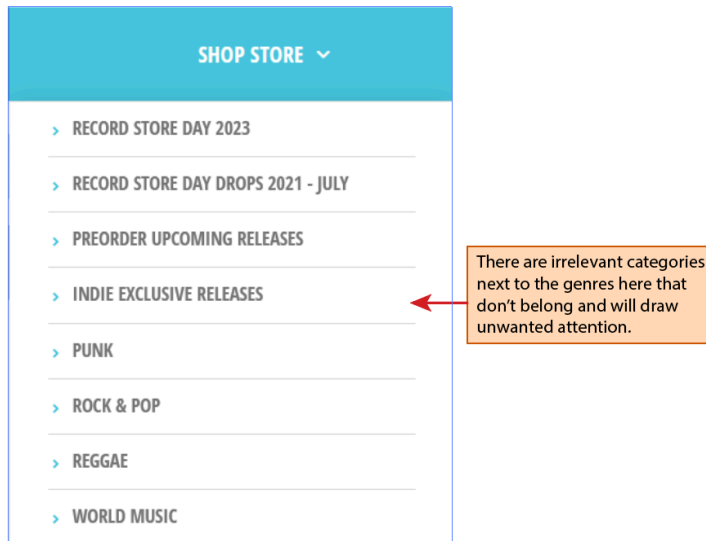 SHOP STORE
RECORD STORE DAY 2023
RECORD STORE DAY DROPS 2021 - JULY
PREORDER UPCOMING RELEASES
INDIE EXCLUSIVE RELEASES
PUNK
ROCK & POP
REGGAE
WORLD MUSIC
There are irrelevant categories
next to the genres here that
don’t belong and will draw
unwanted attention.